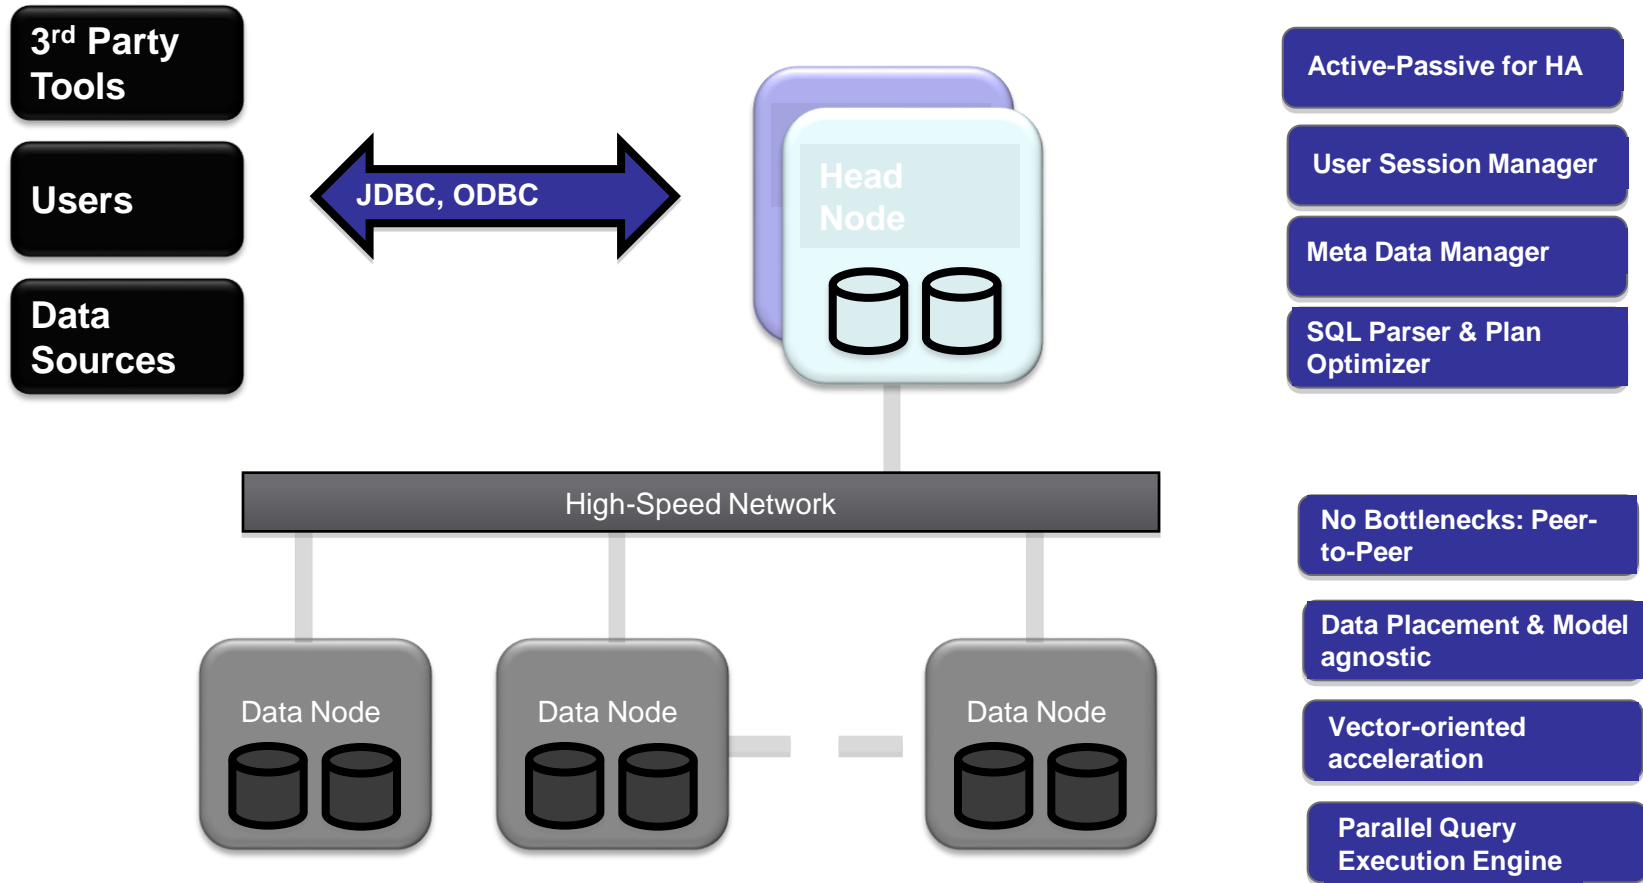 3rd Party
Tools
Users
Data
Sources
JDBC, ODBC
Head
Node
High-Speed Network
Data Node
Data Node
Data Node
Active-Passive for HA
User Session Manager
Meta Data Manager
SQL Parser & Plan
Optimizer
No Bottlenecks: Peer-
to-Peer
Data Placement & Model
agnostic
Vector-oriented
acceleration
Parallel Query
Execution Engine